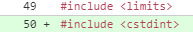 49 #include <limits>
50 + #include <cstdint>